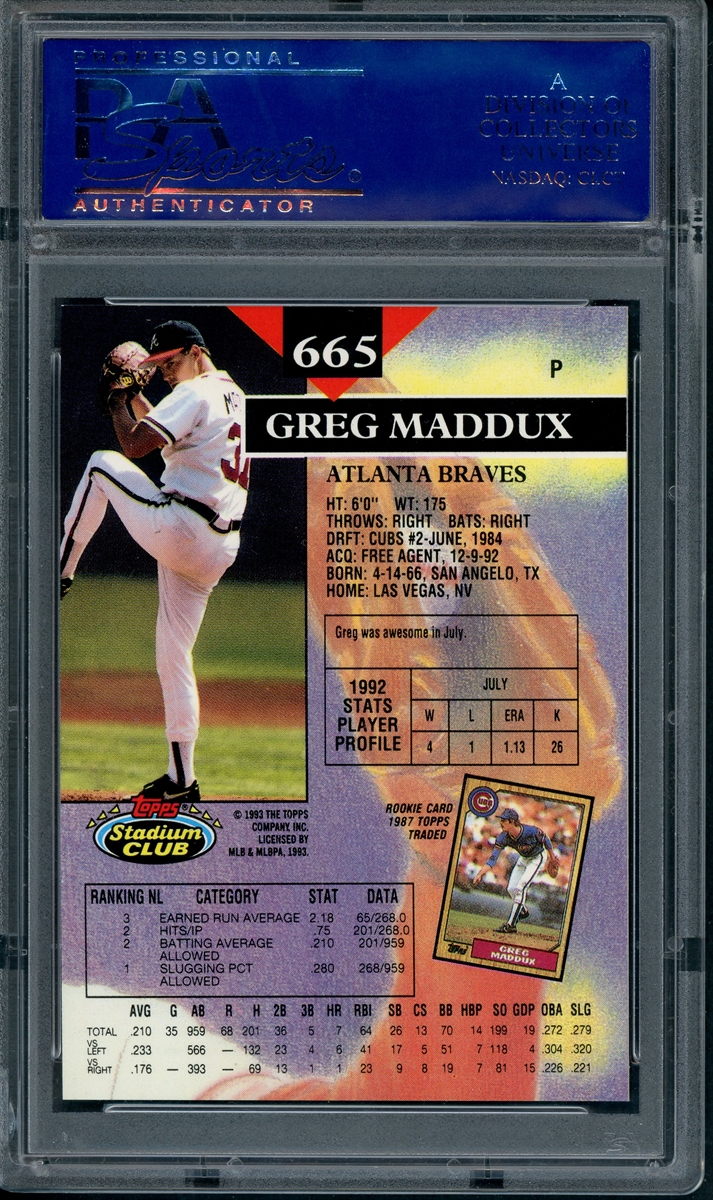 PROFESSIONAL
PSA
Sports ®
AUTHENTICATOR
A
DIVISION OF
COLLECTORS
UNIVERSE
NASDAQ: CLCT
665
P
GREG MADDUX
ATLANTA BRAVES
HT: 6'0" WT: 175
THROWS: RIGHT BATS: RIGHT
DRFT: CUBS #2-JUNE, 1984
ACQ: FREE AGENT, 12-9-92
BORN: 4-14-66, SAN ANGELO, TX
HOME: LAS VEGAS, NV
Greg was awesome in July.
1992
STATS
PLAYER
PROFILE
JULY
W L ERA K
4 1 1.13 26
ROOKIE CARD
1987 TOPPS
TRADED
CUBS
Topps
GREG
MADDUX
Topps®
Stadium
CLUB
© 1993 THE TOPPS
COMPANY, INC.
LICENSED BY
MLB & MLBPA, 1993.
RANKING NL CATEGORY STAT DATA
3 EARNED RUN AVERAGE 2.18 65/268.0
2 HITS/IP .75 201/268.0
2 BATTING AVERAGE .210 201/959
ALLOWED
1 SLUGGING PCT .280 268/959
ALLOWED
AVG G AB R H 2B 3B HR RBI SB CS BB HBP SO GDP OBA SLG
TOTAL .210 35 959 68 201 36 5 7 64 26 13 70 14 199 19 .272 .279
VS LEFT .233 566 — 132 23 4 6 41 17 5 51 7 118 4 .304 .320
VS RIGHT .176 — 393 — 69 13 1 1 23 9 8 19 7 81 15 .226 .221